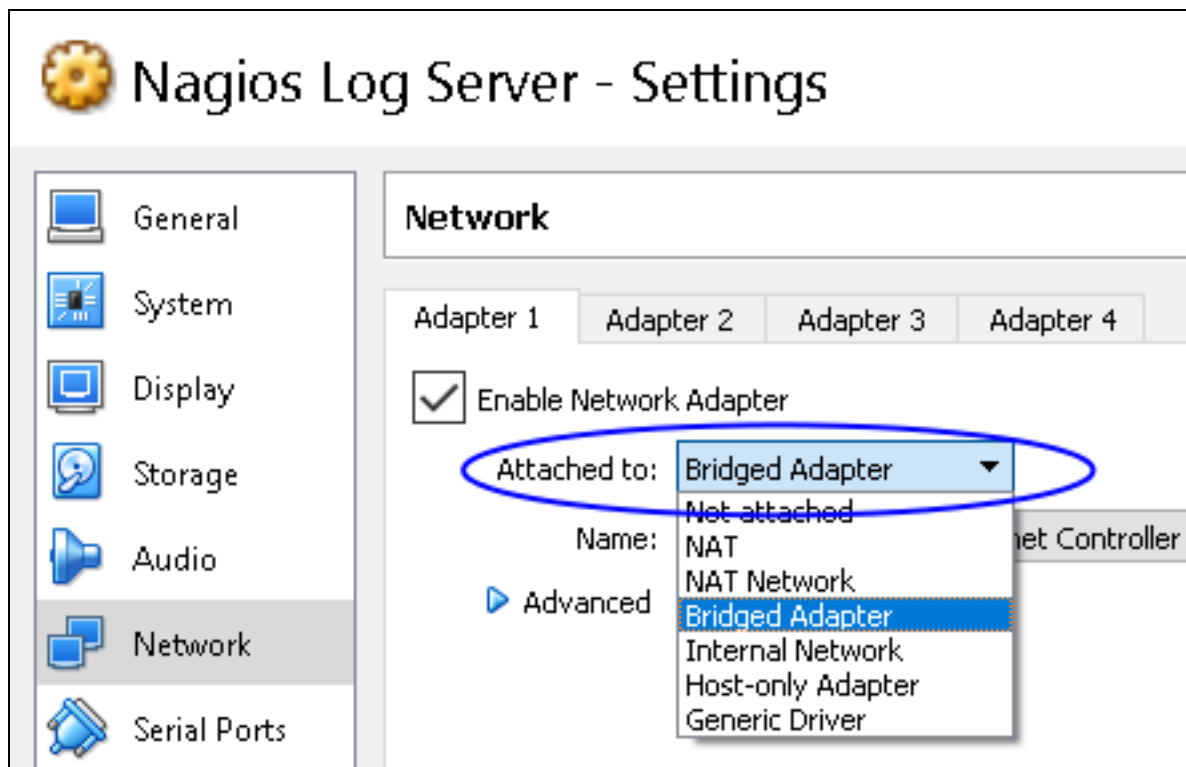 Nagios Log Server - Settings
General
System
Display
Storage
Audio
Network
Serial Ports
Network
Adapter 1 Adapter 2 Adapter 3 Adapter 4
Enable Network Adapter
Attached to: Bridged Adapter
Not attached
NAT
NAT Network
Bridged Adapter
Internal Network
Host-only Adapter
Generic Driver
Name: Controller
Advanced